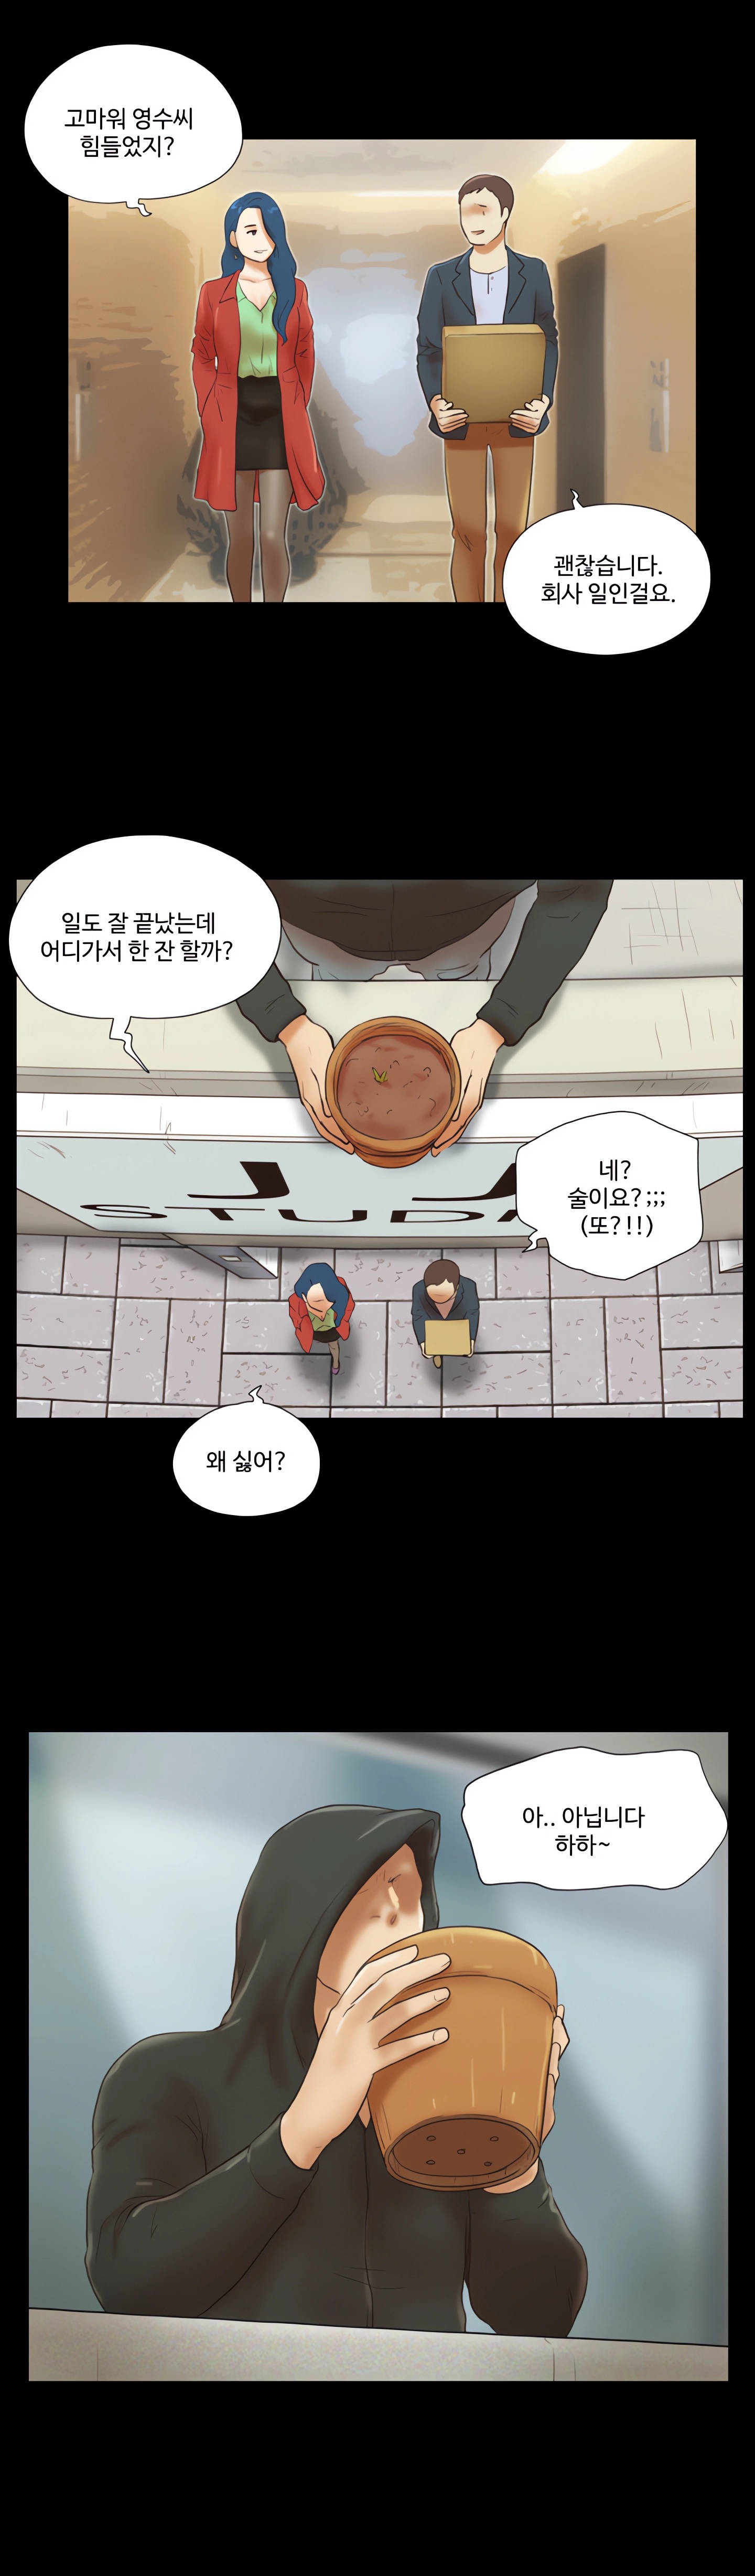 고마워 영수씨
힘들었지?
괜찮습니다.
회사 일인걸요.
일도 잘 끝났는데
어디가서 한 잔 할까?
네?
술이요? ;;;
(또? ! ! )
왜 싫어?
아.. 아닙니다
하하~